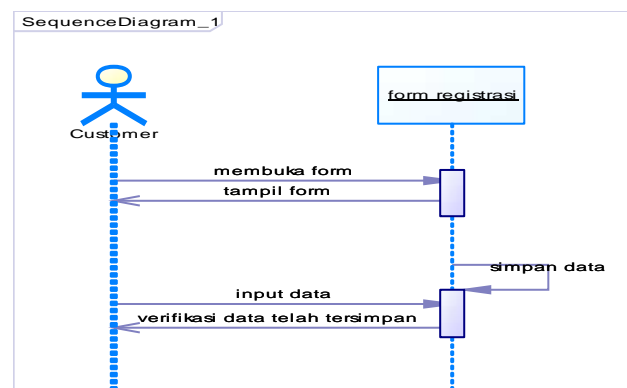 SequenceDiagram_1
form registrasi
Customer
membuka form
tampil form
simpan data
input data
verifikasi data telah tersimpan